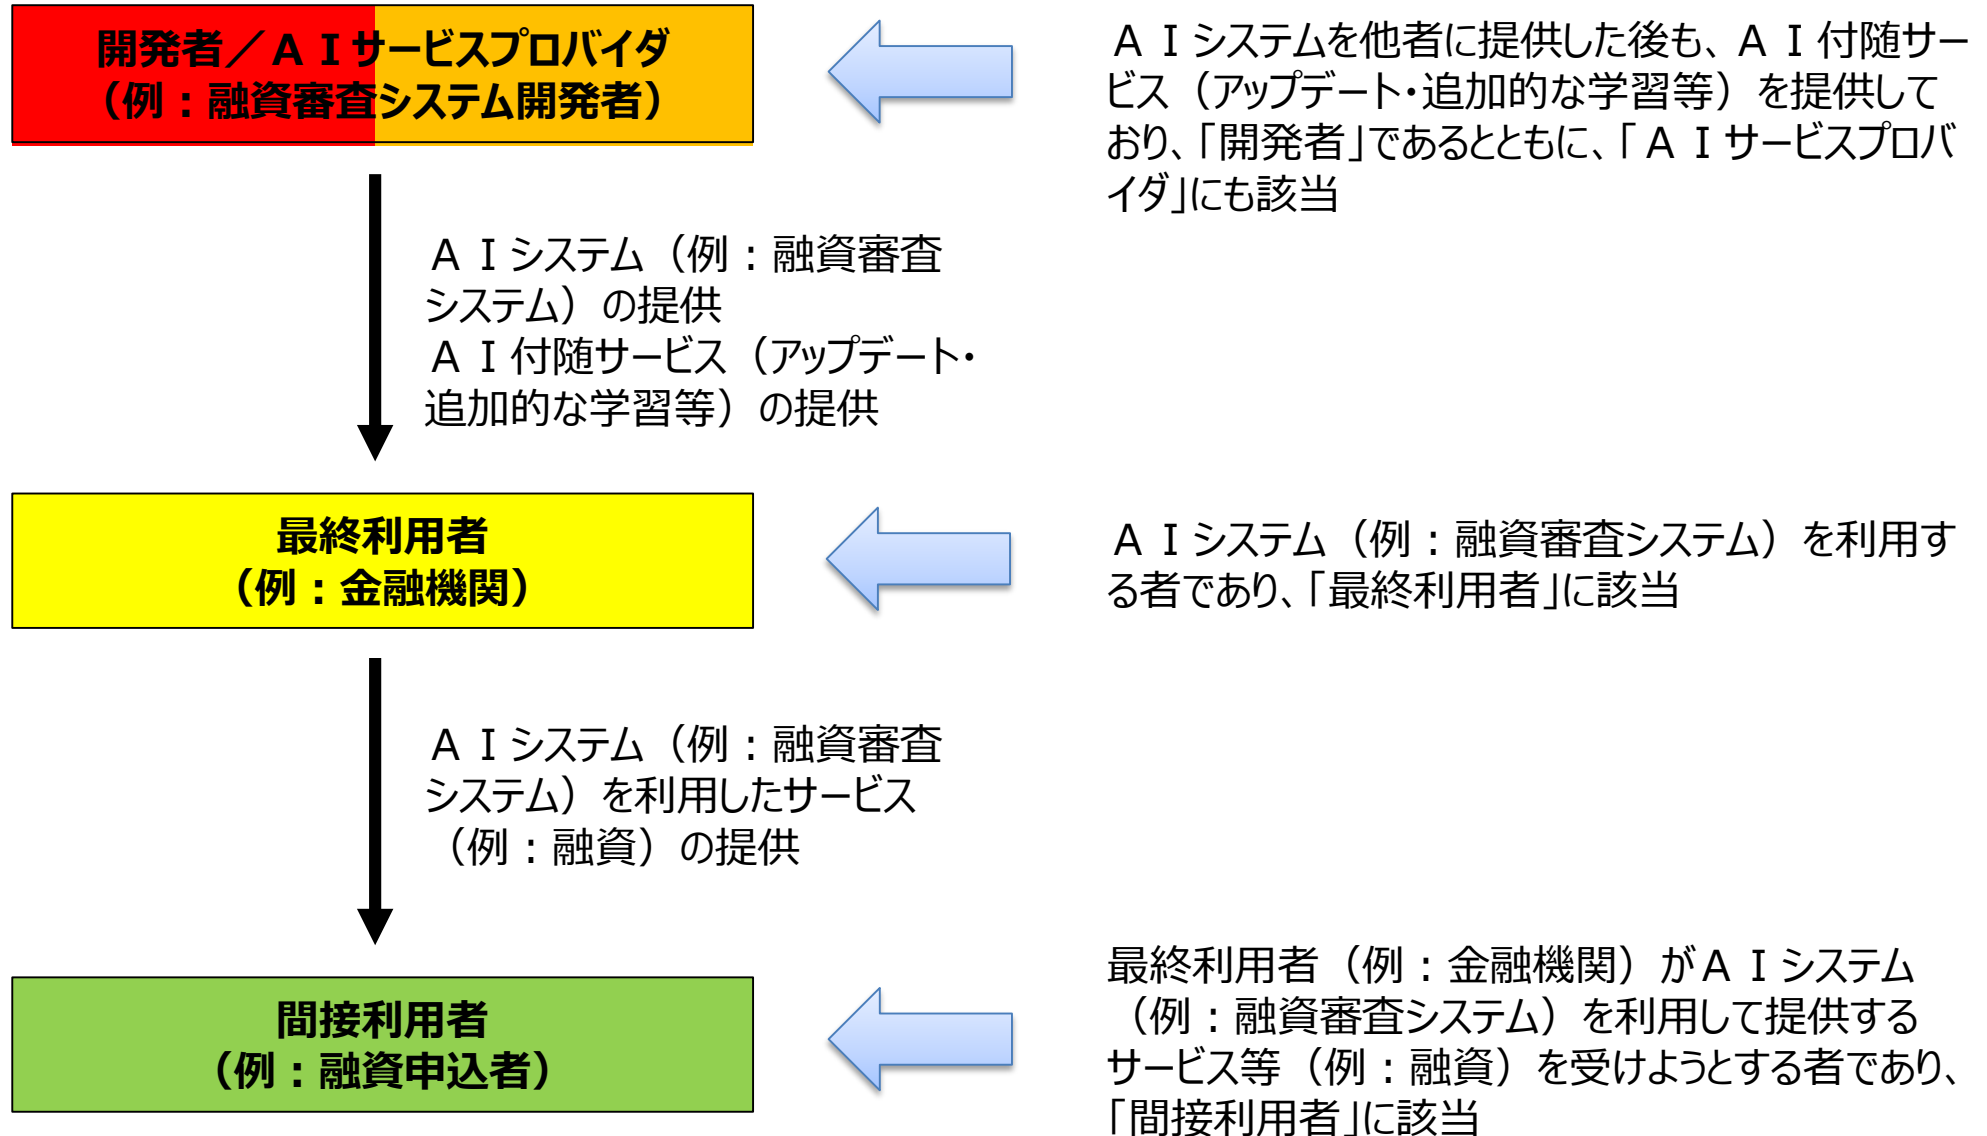 開発者／ＡＩサービスプロバイダ
（例：融資審査システム開発者）
ＡＩシステムを他者に提供した後も、ＡＩ付随サー
ビス（アップデート・追加的な学習等）を提供して
おり、「開発者」であるとともに、「ＡＩサービスプロバ
イダ」にも該当
ＡＩシステム（例：融資審査
システム）の提供
ＡＩ付随サービス（アップデート・
追加的な学習等）の提供
最終利用者
（例：金融機関）
ＡＩシステム（例：融資審査システム）を利用す
る者であり、「最終利用者」に該当
ＡＩシステム（例：融資審査
システム）を利用したサービス
（例：融資）の提供
間接利用者
（例：融資申込者）
最終利用者（例：金融機関）がＡＩシステム
（例：融資審査システム）を利用して提供する
サービス等（例：融資）を受けようとする者であり、
「間接利用者」に該当